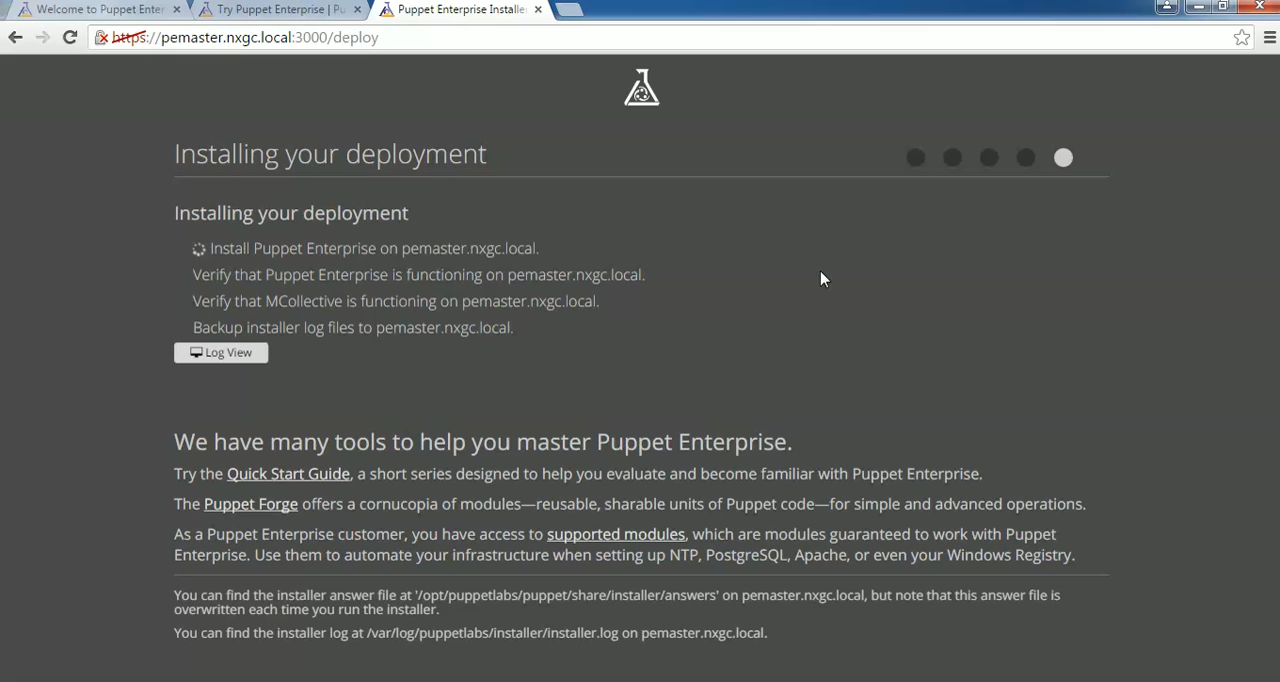 Welcome to Puppet Enter
Try Puppet Enterprise | Pu
Puppet Enterprise Installe
https://pemaster.nxgc.local:3000/deploy
Installing your deployment
Installing your deployment
Install Puppet Enterprise on pemaster.nxgc.local.
Verify that Puppet Enterprise is functioning on pemaster.nxgc.local.
Verify that MCollective is functioning on pemaster.nxgc.local.
Backup installer log files to pemaster.nxgc.local.
Log View
We have many tools to help you master Puppet Enterprise.
Try the Quick Start Guide, a short series designed to help you evaluate and become familiar with Puppet Enterprise.
The Puppet Forge offers a cornucopia of modules—reusable, sharable units of Puppet code—for simple and advanced operations.
As a Puppet Enterprise customer, you have access to supported modules, which are modules guaranteed to work with Puppet
Enterprise. Use them to automate your infrastructure when setting up NTP, PostgreSQL, Apache, or even your Windows Registry.
You can find the installer answer file at '/opt/puppetlabs/puppet/share/installer/answers' on pemaster.nxgc.local, but note that this answer file is
overwritten each time you run the installer.
You can find the installer log at /var/log/puppetlabs/installer/installer.log on pemaster.nxgc.local.